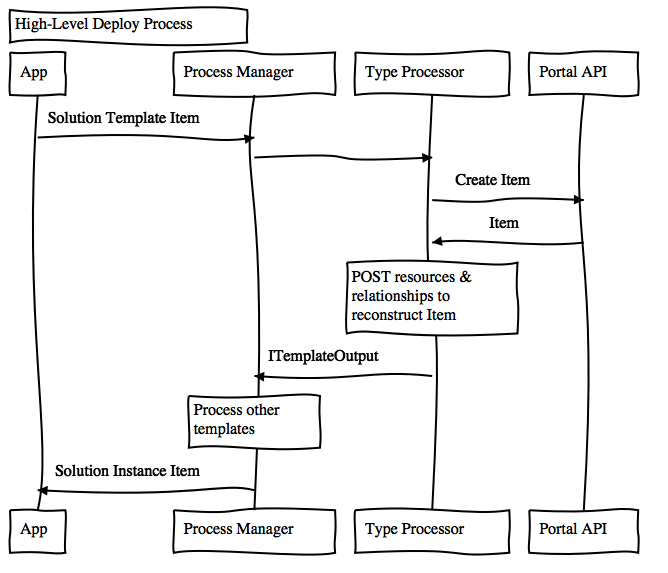 High-Level Deploy Process
App
Process Manager
Type Processor
Portal API
Solution Template Item
Create Item
Item
POST resources &
relationships to
reconstruct Item
ITemplateOutput
Process other
templates
Solution Instance Item
App
Process Manager
Type Processor
Portal API